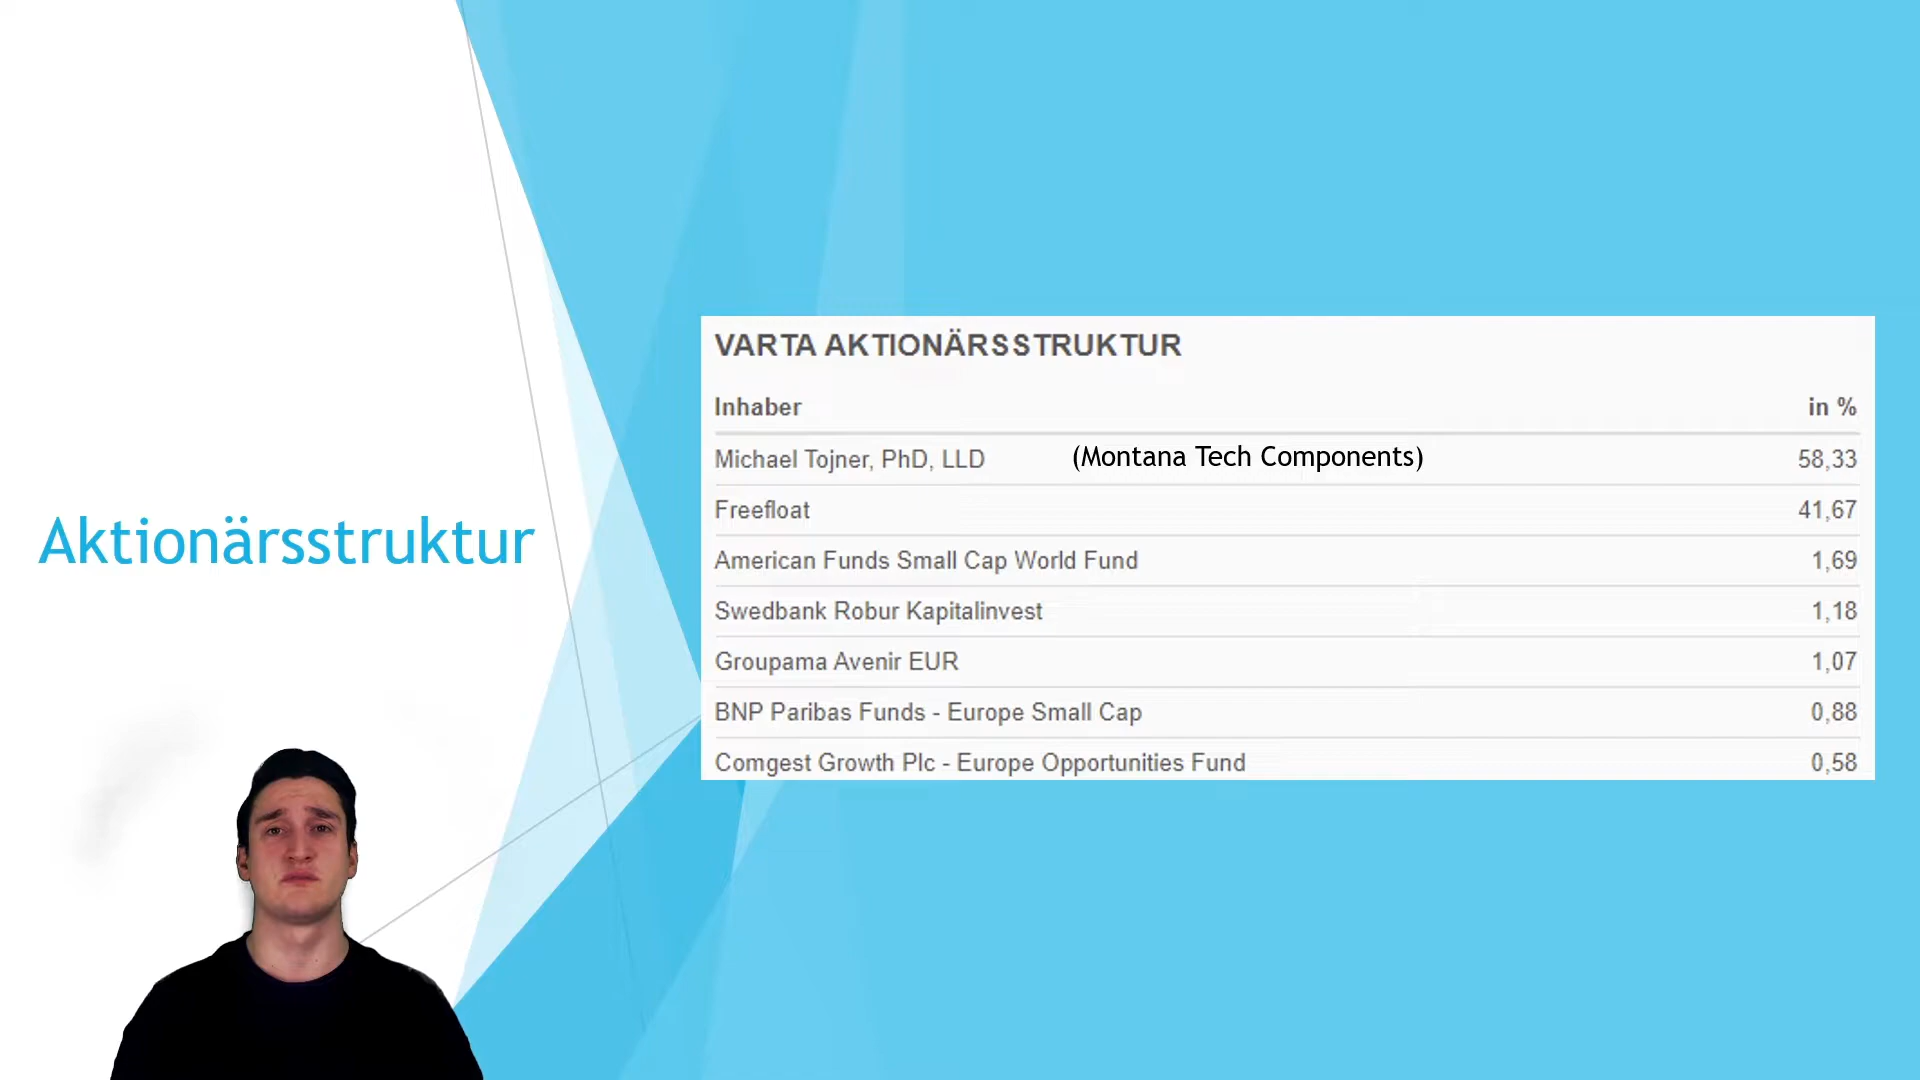 Aktionärsstruktur
VARTA AKTIONÄRSSTRUKTUR
Inhaber in %
Michael Tojner, PhD, LLD (Montana Tech Components) 58,33
Freefloat 41,67
American Funds Small Cap World Fund 1,69
Swedbank Robur Kapitalinvest 1,18
Groupama Avenir EUR 1,07
BNP Paribas Funds - Europe Small Cap 0,88
Comgest Growth Plc - Europe Opportunities Fund 0,58